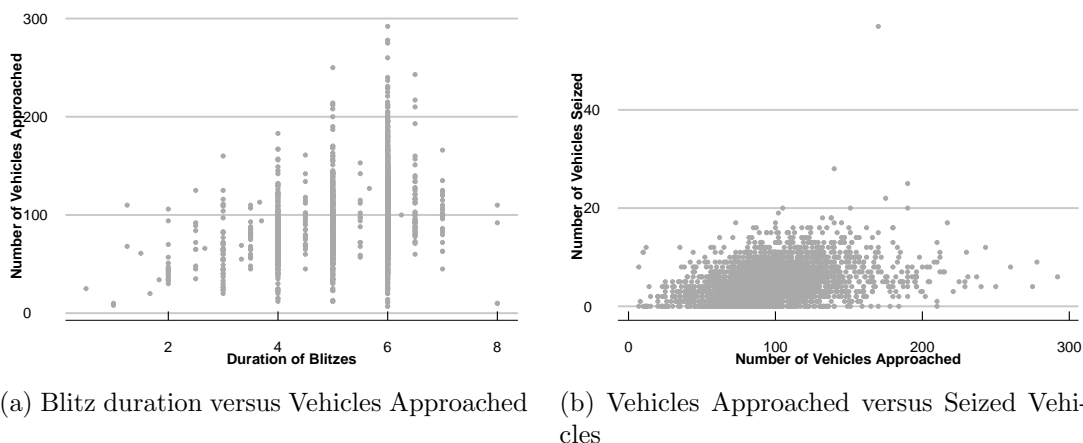 Number of Vehicles Approached
300
200
100
0
2
4
6
8
Duration of Blitzes
Number of Vehicles Seized
40
20
0
0
100
200
300
Number of Vehicles Approached
(a) Blitz duration versus Vehicles Approached
(b) Vehicles Approached versus Seized Vehi-
cles